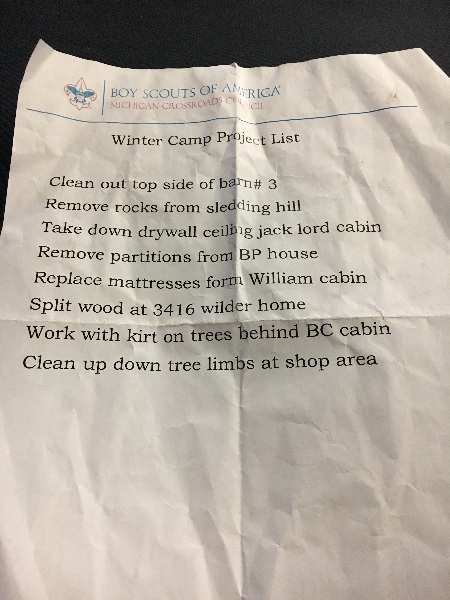 BOY SCOUTS OF AMERICA®
MICHIGAN CROSSROADS COUNCIL
Winter Camp Project List
Clean out top side of barn# 3
Remove rocks from sledding hill
Take down drywall ceiling jack lord cabin
Remove partitions from BP house
Replace mattresses form William cabin
Split wood at 3416 wilder home
Work with kirt on trees behind BC cabin
Clean up down tree limbs at shop area